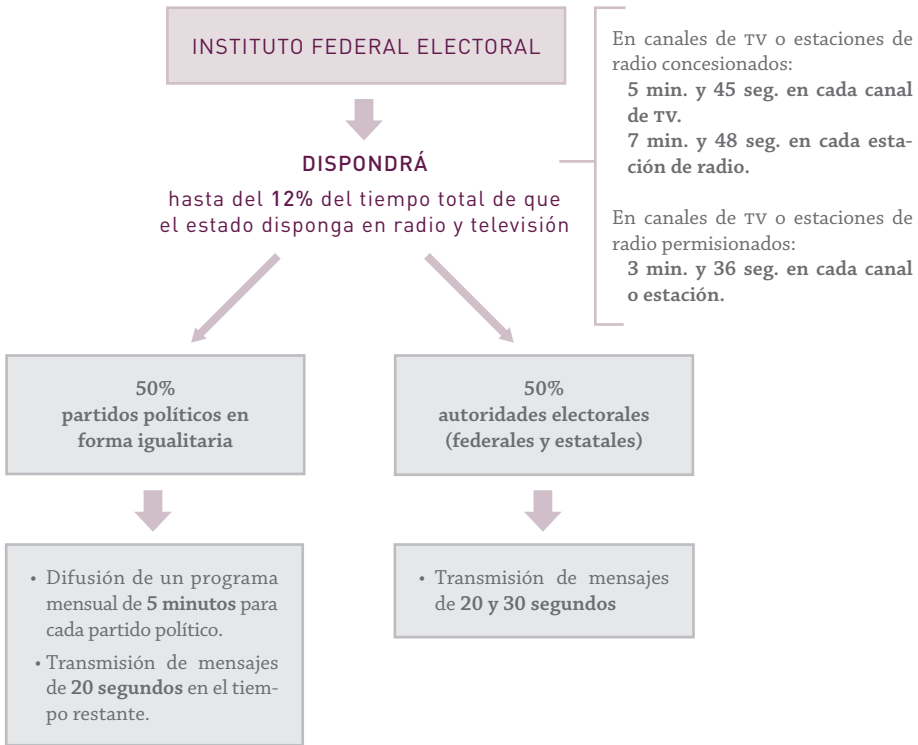 INSTITUTO FEDERAL ELECTORAL
DISPONDRÁ
hasta del 12% del tiempo total de que
el estado disponga en radio y televisión
En canales de TV o estaciones de
radio concesionados:
5 min. y 45 seg. en cada canal
de TV.
7 min. y 48 seg. en cada esta-
ción de radio.
En canales de TV o estaciones de
radio permisionados:
3 min. y 36 seg. en cada canal
o estación.
50%
partidos políticos en
forma igualitaria
50%
autoridades electorales
(federales y estatales)
• Difusión de un programa
mensual de 5 minutos para
cada partido político.
• Transmisión de mensajes
de 20 segundos en el tiem-
po restante.
• Transmisión de mensajes
de 20 y 30 segundos